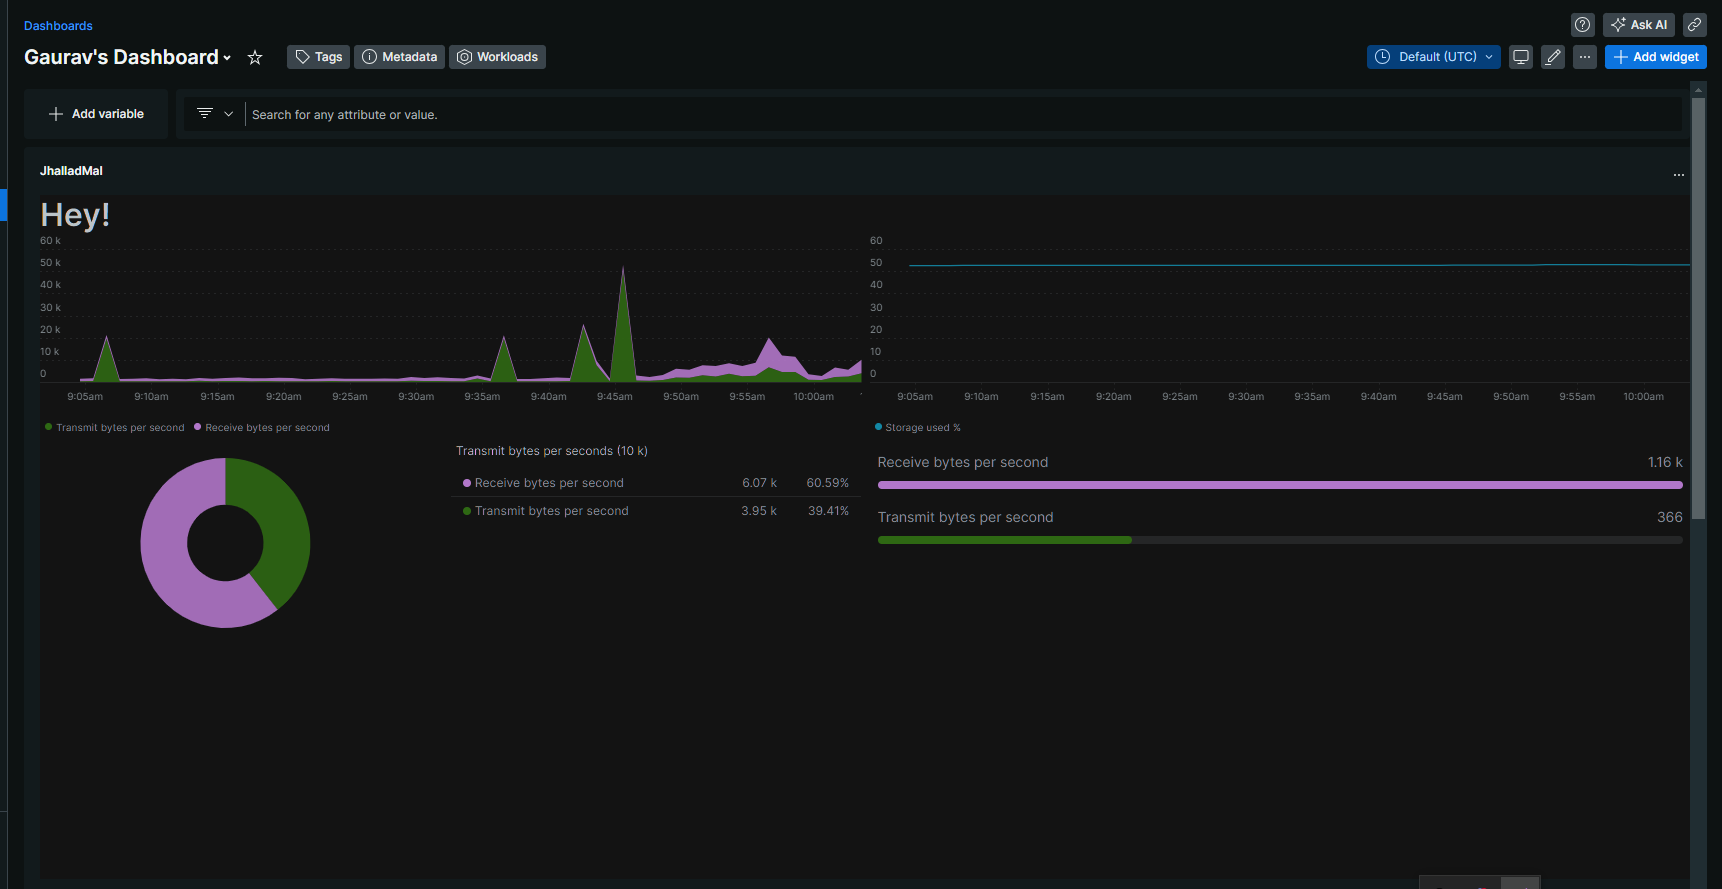 Dashboards
Ask AI
Gaurav's Dashboard
Tags
Metadata
Workloads
Default (UTC)
Add widget
Add variable
Search for any attribute or value.
JhalladMal
Hey!
60 k
50 k
40 k
30 k
20 k
10 k
0
9:05am 9:10am 9:15am 9:20am 9:25am 9:30am 9:35am 9:40am 9:45am 9:50am 9:55am 10:00am
Transmit bytes per second Receive bytes per second
60
50
40
30
20
10
0
9:05am 9:10am 9:15am 9:20am 9:25am 9:30am 9:35am 9:40am 9:45am 9:50am 9:55am 10:00am
Storage used %
Transmit bytes per seconds (10 k)
Receive bytes per second 6.07 k 60.59%
Transmit bytes per second 3.95 k 39.41%
Receive bytes per second 1.16 k
Transmit bytes per second 366